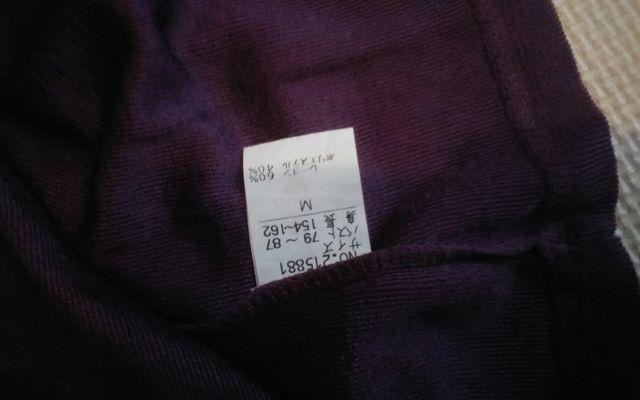 NO.215881
サイズ
バスト 79～87
身長 154~162
M
レーヨン 60%
ポリエステル 40%